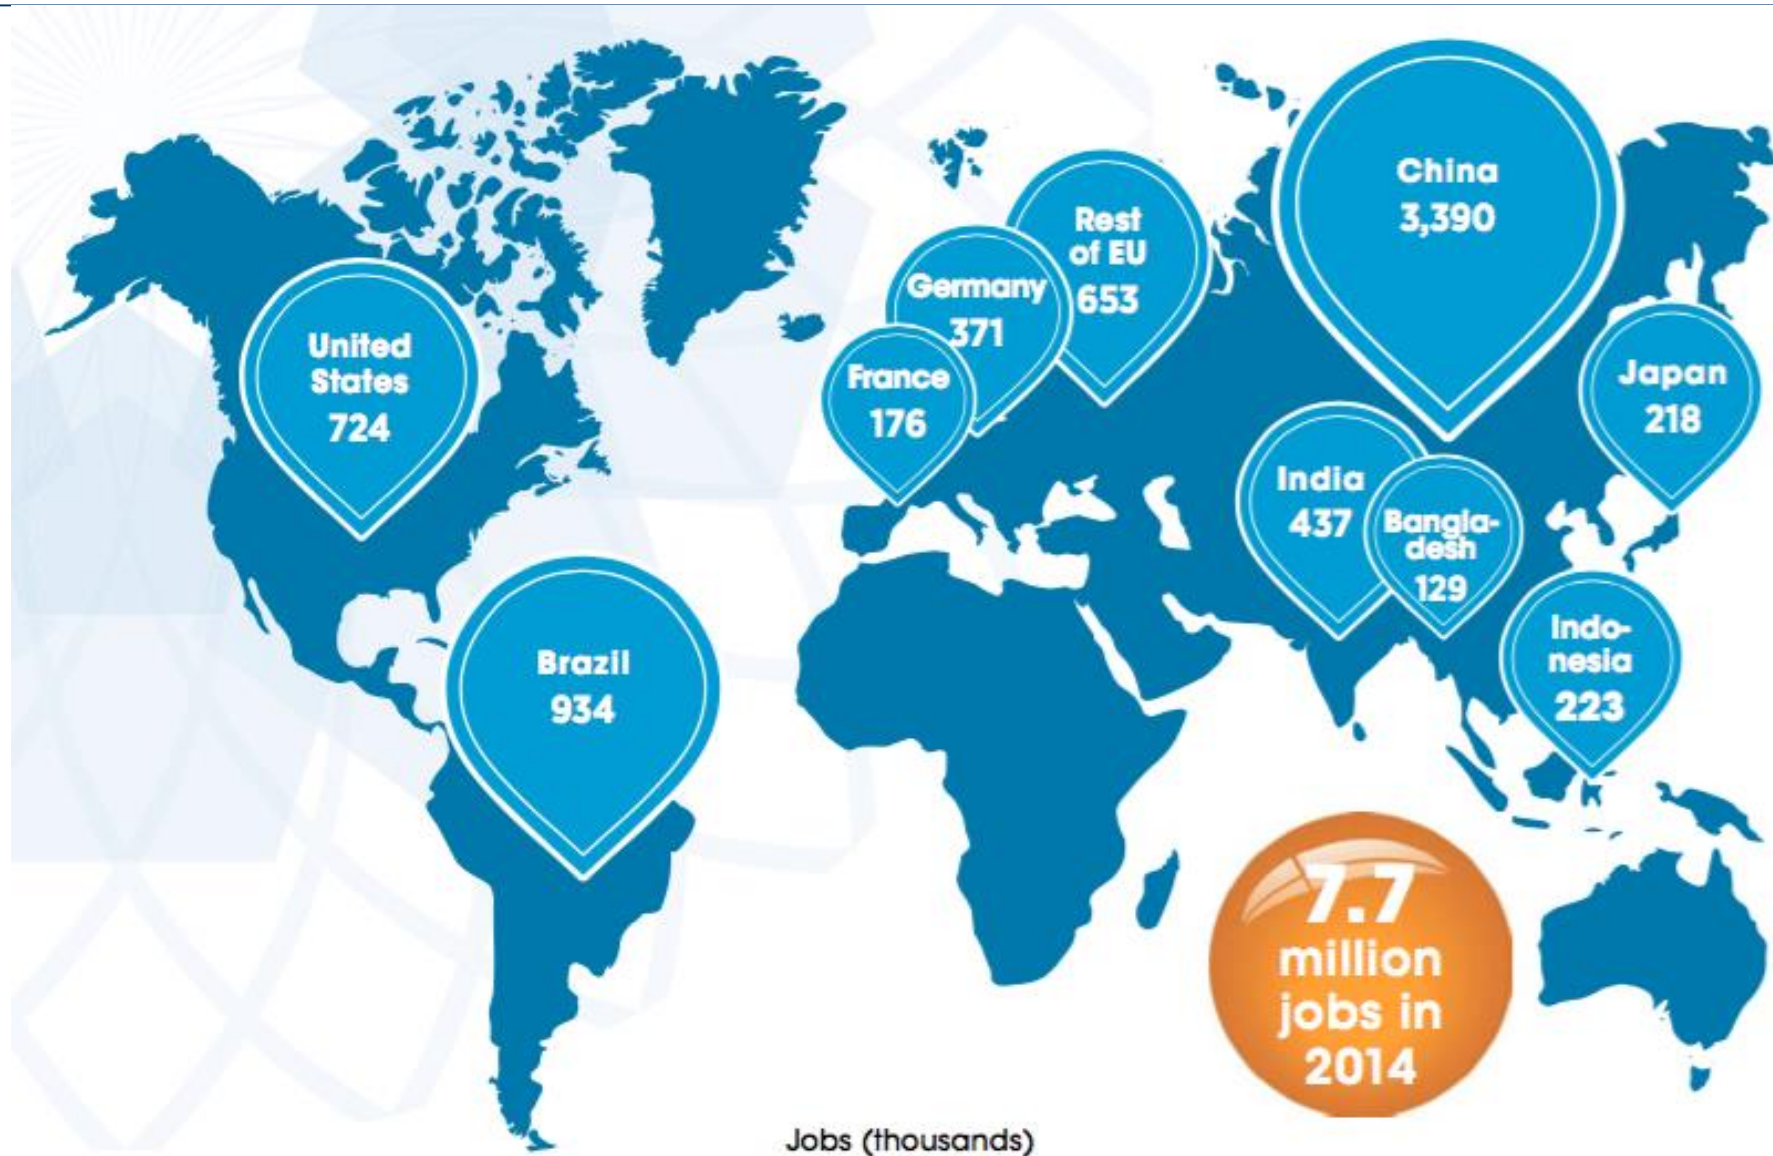 China
3,390
Rest
of EU
653
Germany
371
United
States
724
France
176
Japan
218
India
437
Bangla-
desh
129
Indo-
nesia
223
Brazil
934
7.7
million
jobs in
2014
Jobs (thousands)